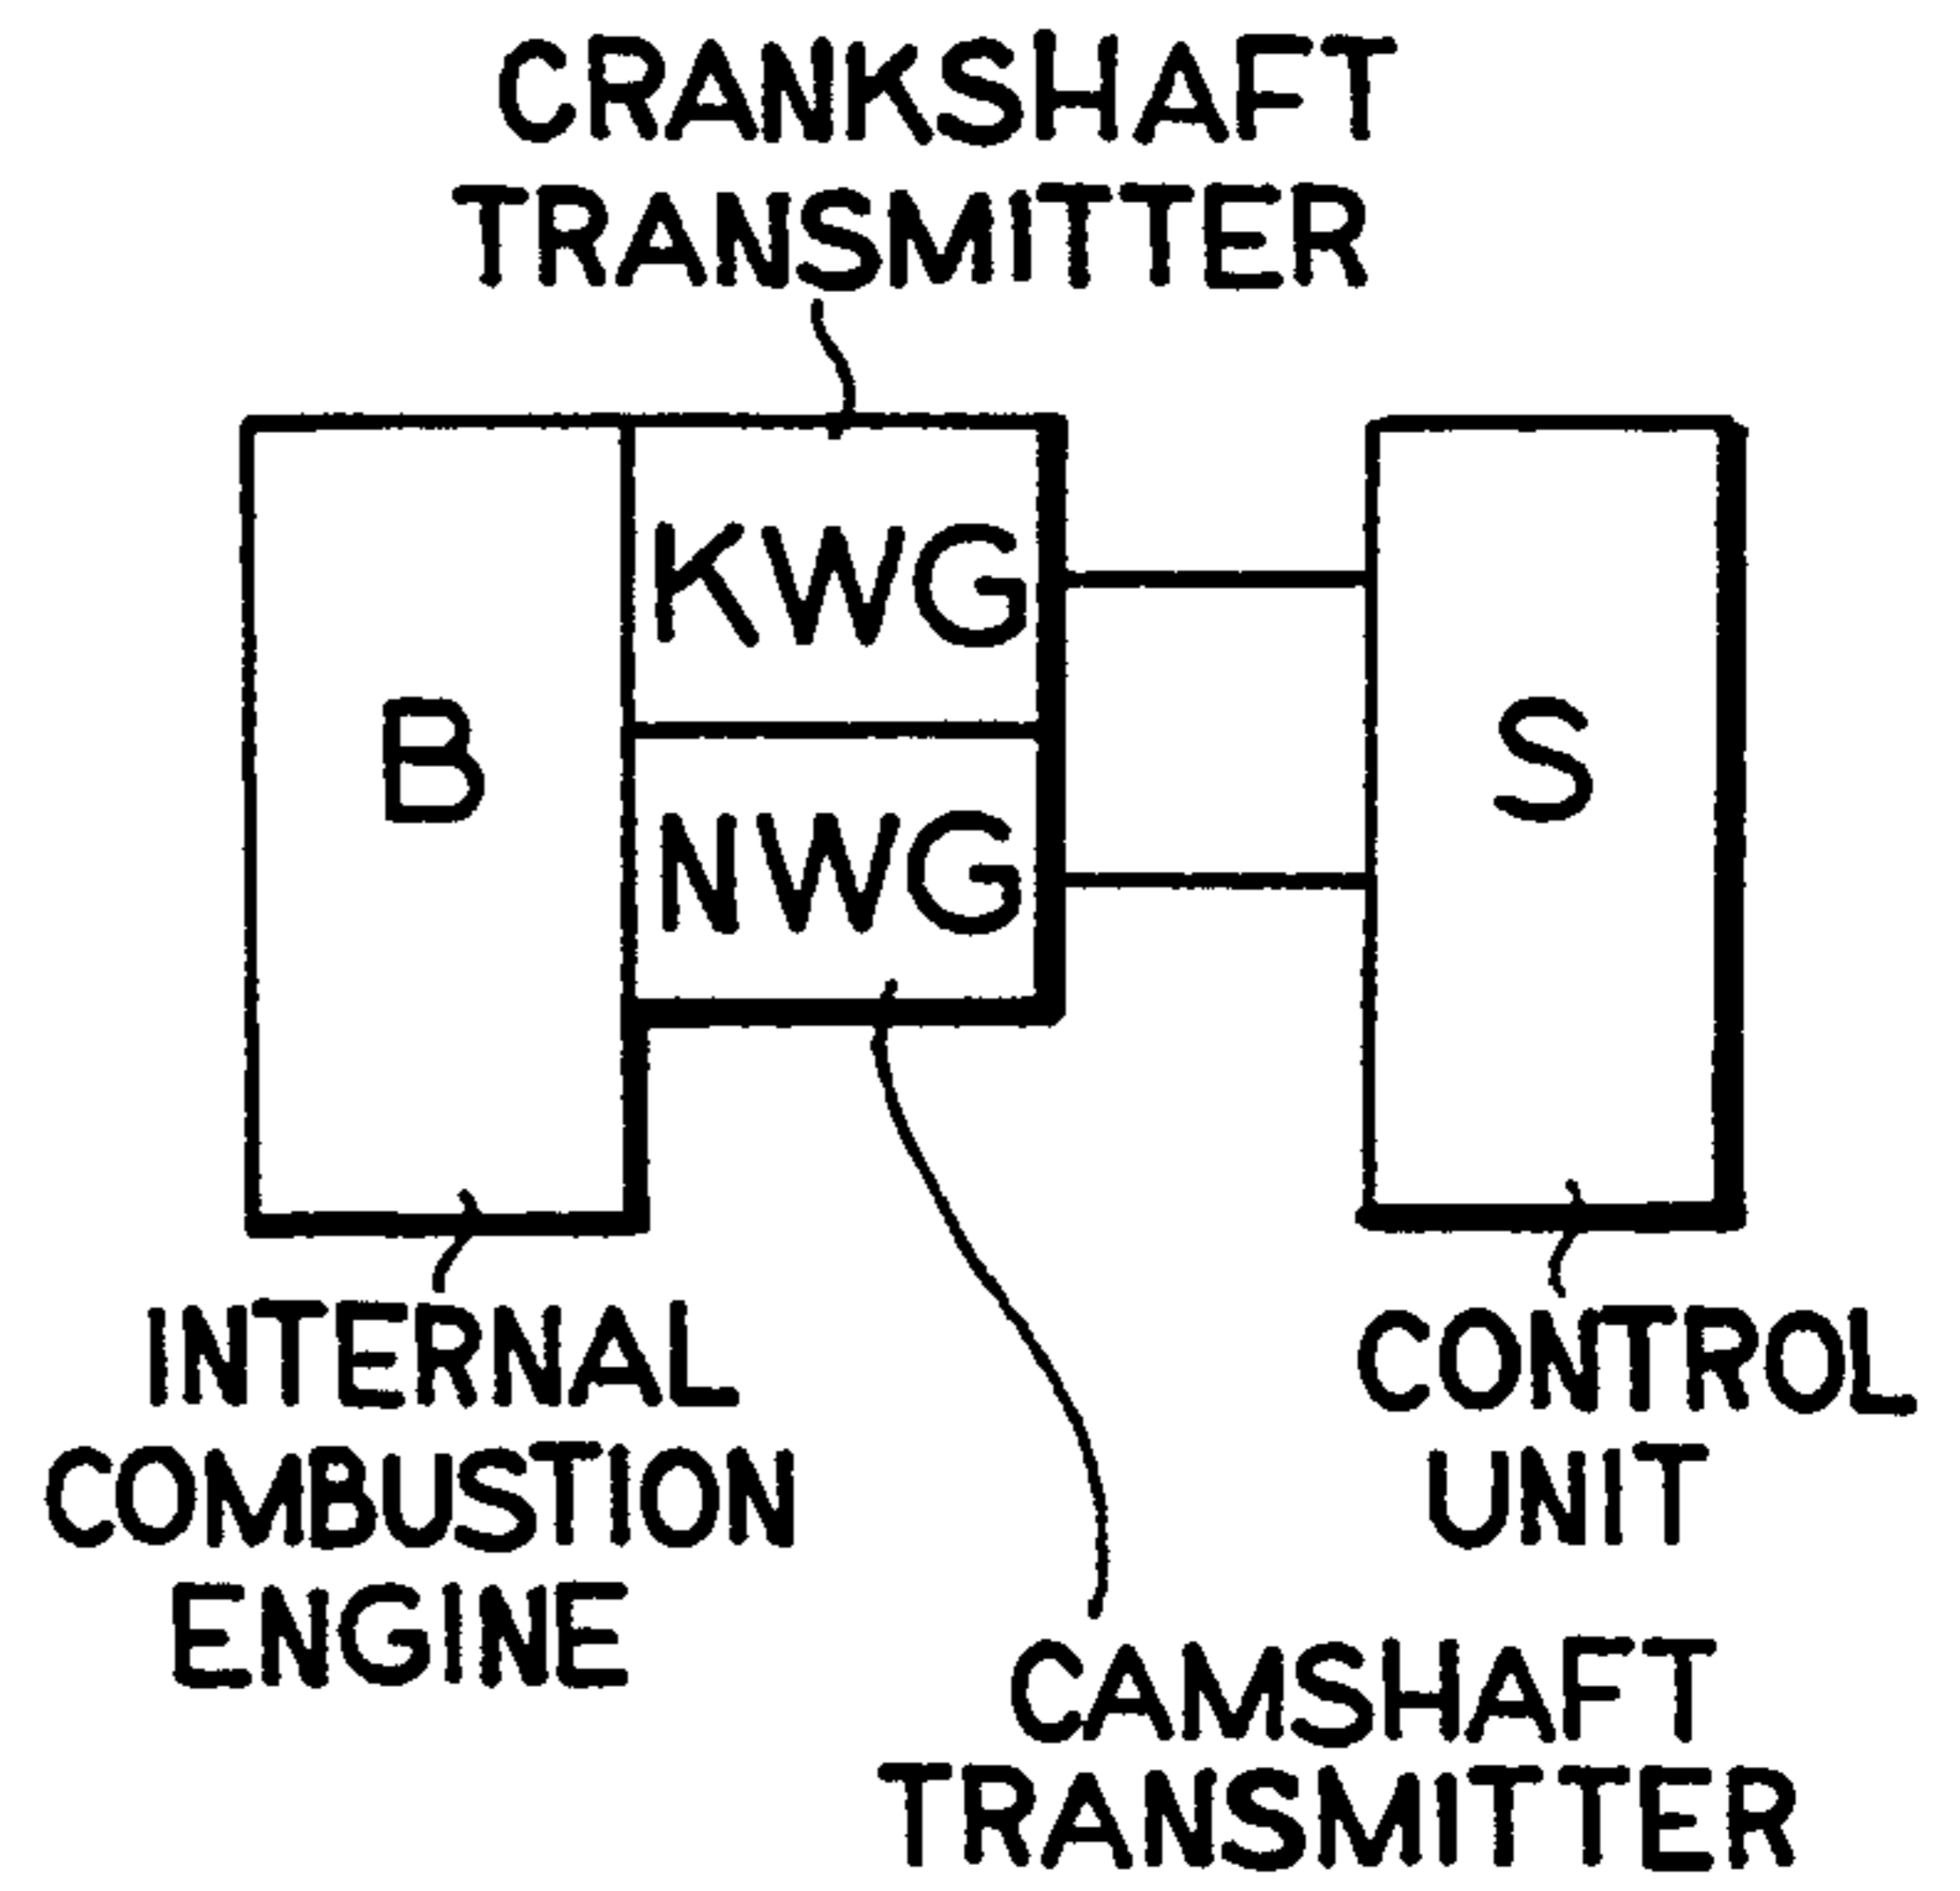 CRANKSHAFT
TRANSMITTER
KWG
B
S
NWG
INTERNAL
COMBUSTION
ENGINE
CONTROL
UNIT
CAMSHAFT
TRANSMITTER